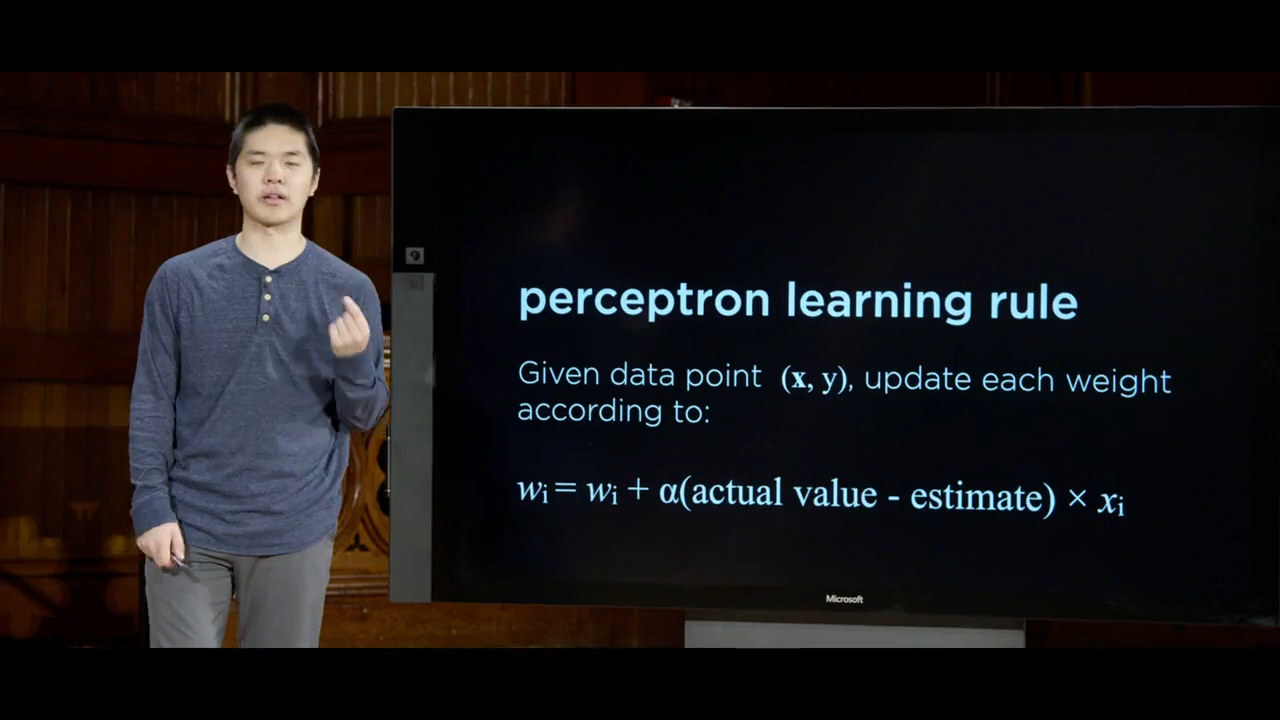 perceptron learning rule
Given data point (x, y), update each weight
according to:
wᵢ = wᵢ + α(actual value - estimate) × xᵢ
Microsoft